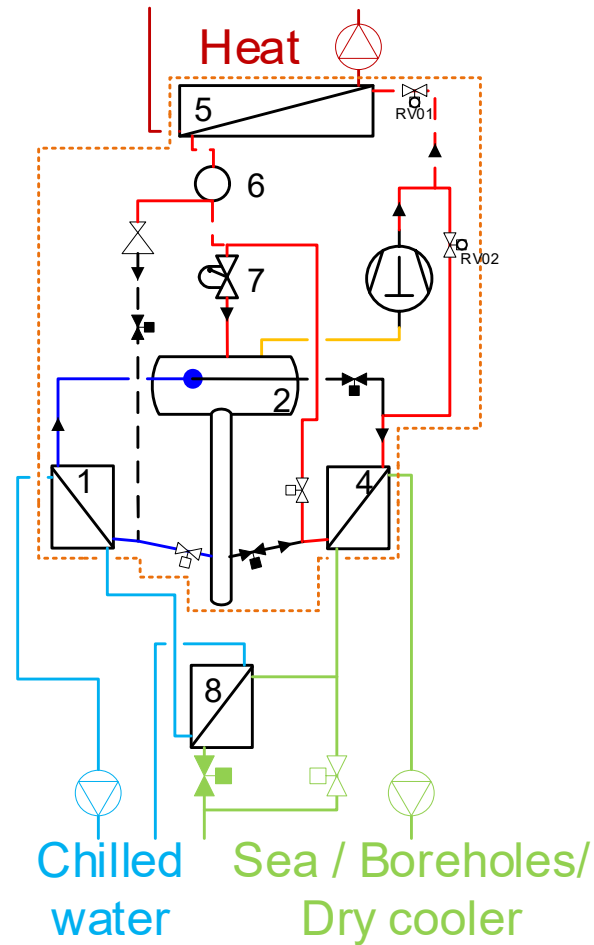 Heat
5
RV01
6
7
RV02
2
1
4
8
Chilled
water
Sea / Boreholes/
Dry cooler